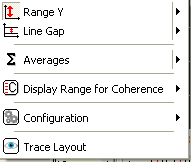 Range Y
Line Gap
Σ Averages
Display Range for Coherence
Configuration
Trace Layout